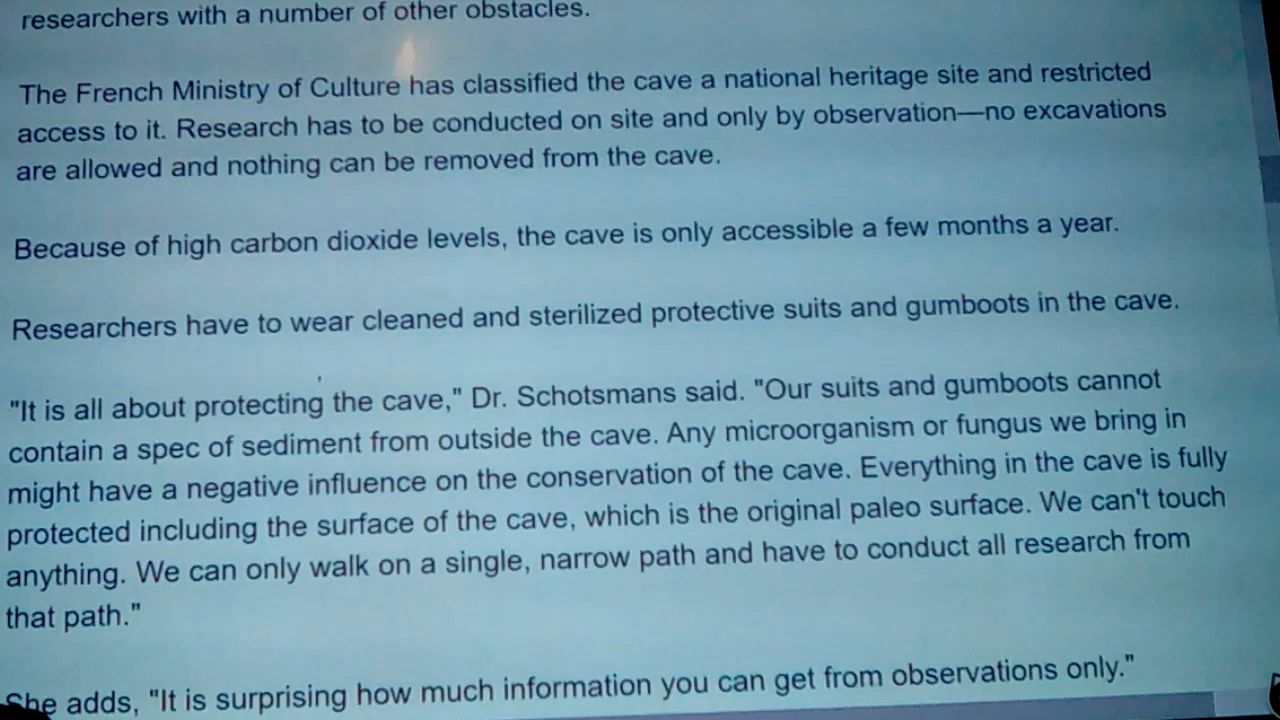 researchers with a number of other obstacles.
The French Ministry of Culture has classified the cave a national heritage site and restricted
access to it. Research has to be conducted on site and only by observation—no excavations
are allowed and nothing can be removed from the cave.
Because of high carbon dioxide levels, the cave is only accessible a few months a year.
Researchers have to wear cleaned and sterilized protective suits and gumboots in the cave.
"It is all about protecting the cave," Dr. Schotsmans said. "Our suits and gumboots cannot
contain a spec of sediment from outside the cave. Any microorganism or fungus we bring in
might have a negative influence on the conservation of the cave. Everything in the cave is fully
protected including the surface of the cave, which is the original paleo surface. We can't touch
anything. We can only walk on a single, narrow path and have to conduct all research from
that path."
She adds, "It is surprising how much information you can get from observations only."